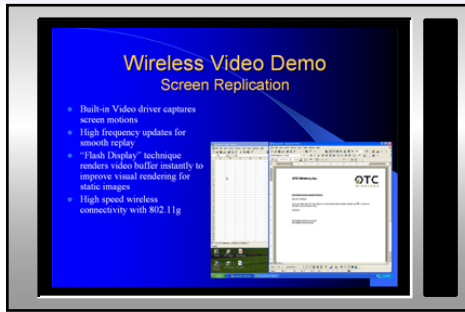 Wireless Video Demo
Screen Replication
Built-in Video driver captures
screen motions
High frequency updates for
smooth replay
“Flash Display” technique
renders video buffer instantly to
improve visual rendering for
static images
High speed wireless
connectivity with 802.11g
OTC
WIRELESS